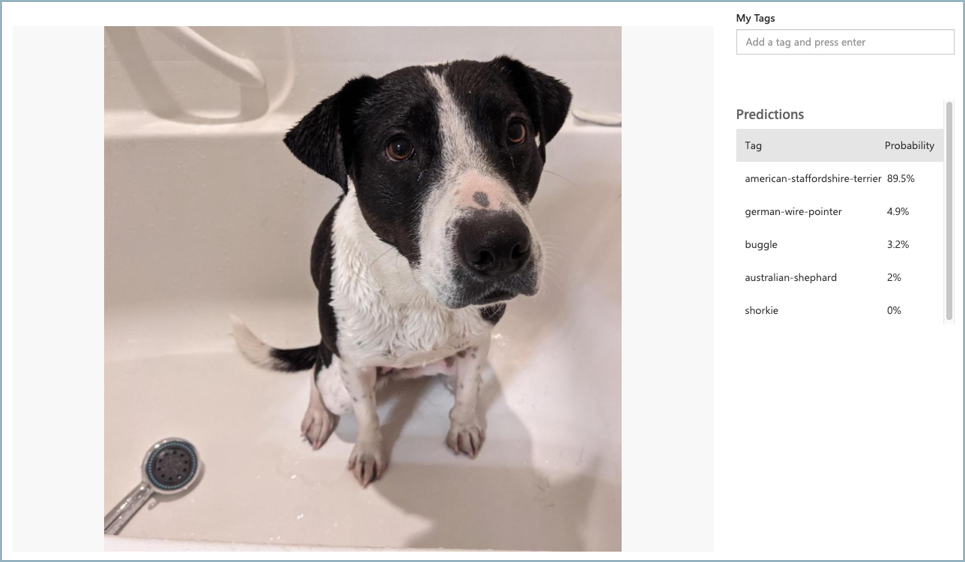 My Tags
Add a tag and press enter
Predictions
Tag Probability
american-staffordshire-terrier 89.5%
german-wire-pointer 4.9%
buggle 3.2%
australian-shephard 2%
shorkie 0%